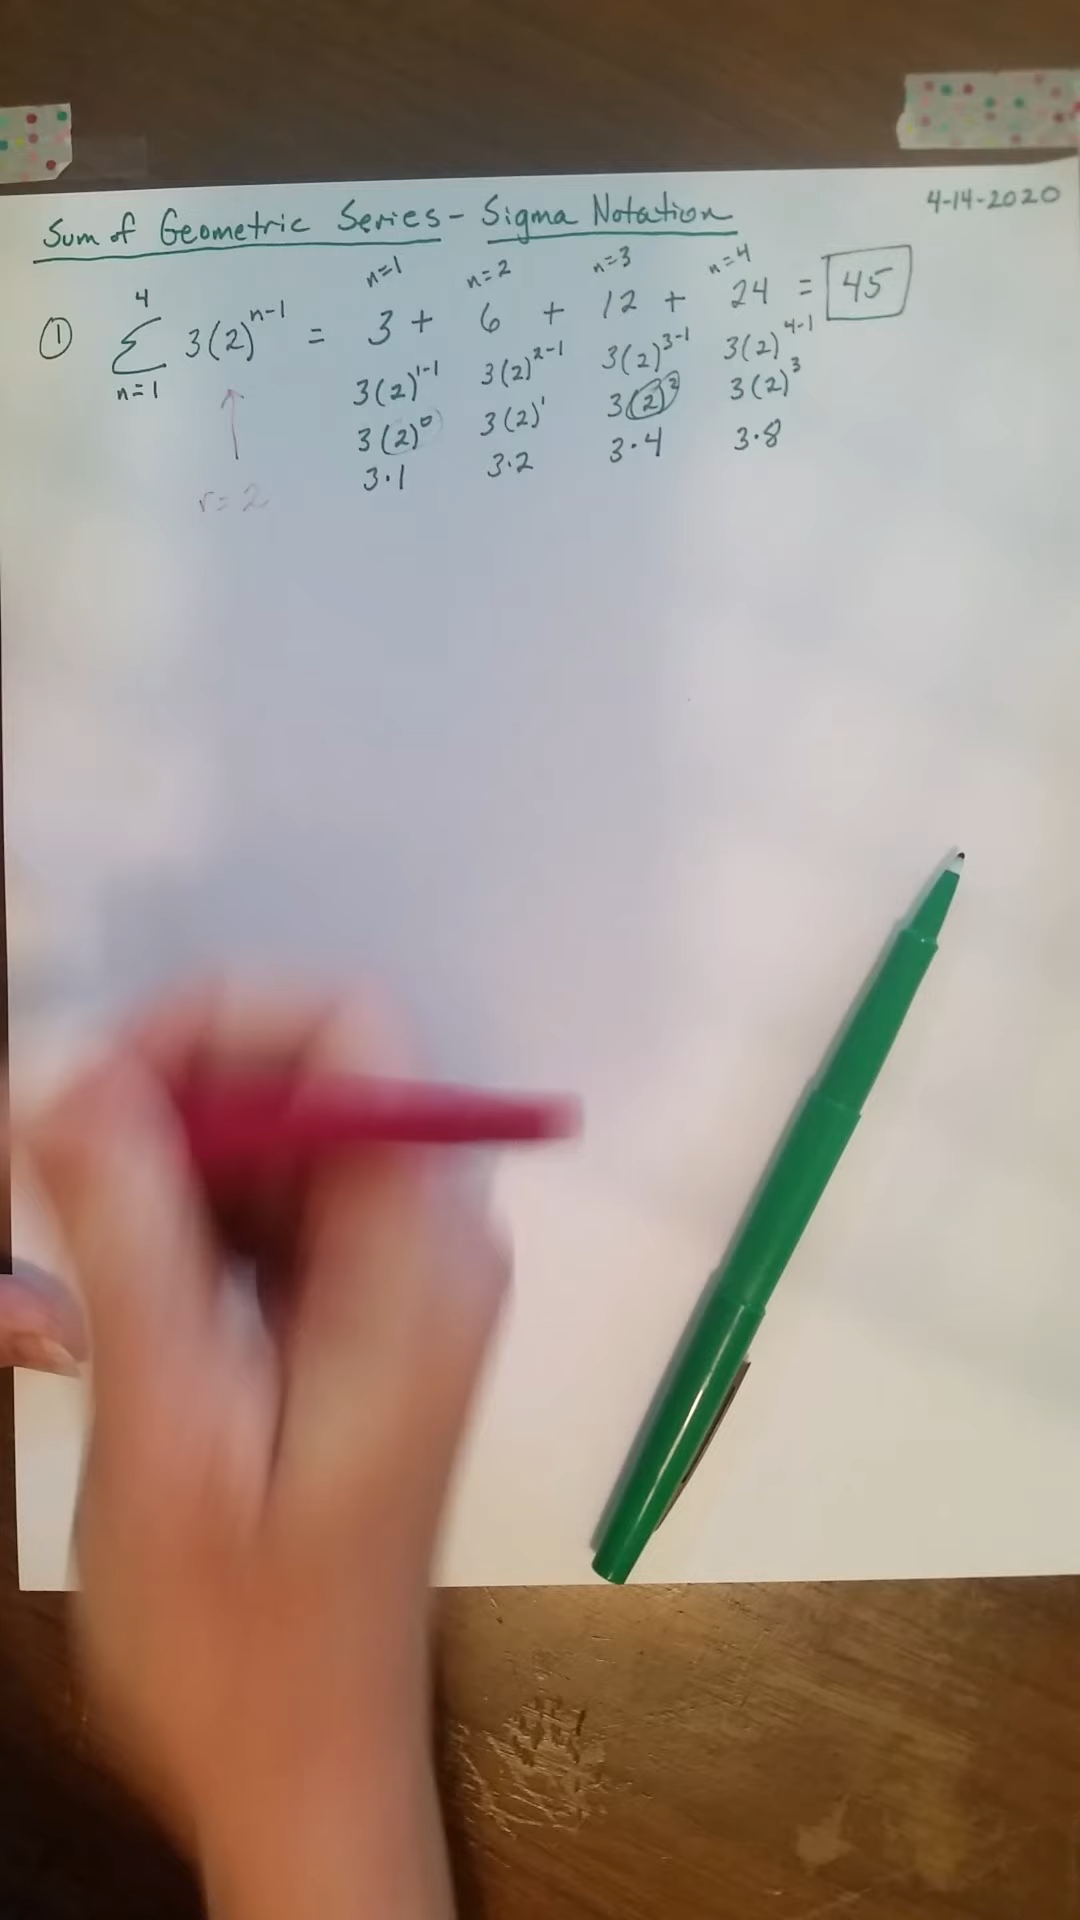 Sum of Geometric Series - Sigma Notation
4-14-2020
n=1 n=2 n=3 n=4
① 4 ∑ n=1 3(2)^n-1 = 3 + 6 + 12 + 24 = 45
3(2)^1-1 3(2)^2-1 3(2)^3-1 3(2)^4-1
3(2)^0 3(2)^1 3(2)^2 3(2)^3
3·1 3·2 3·4 3·8
r=2